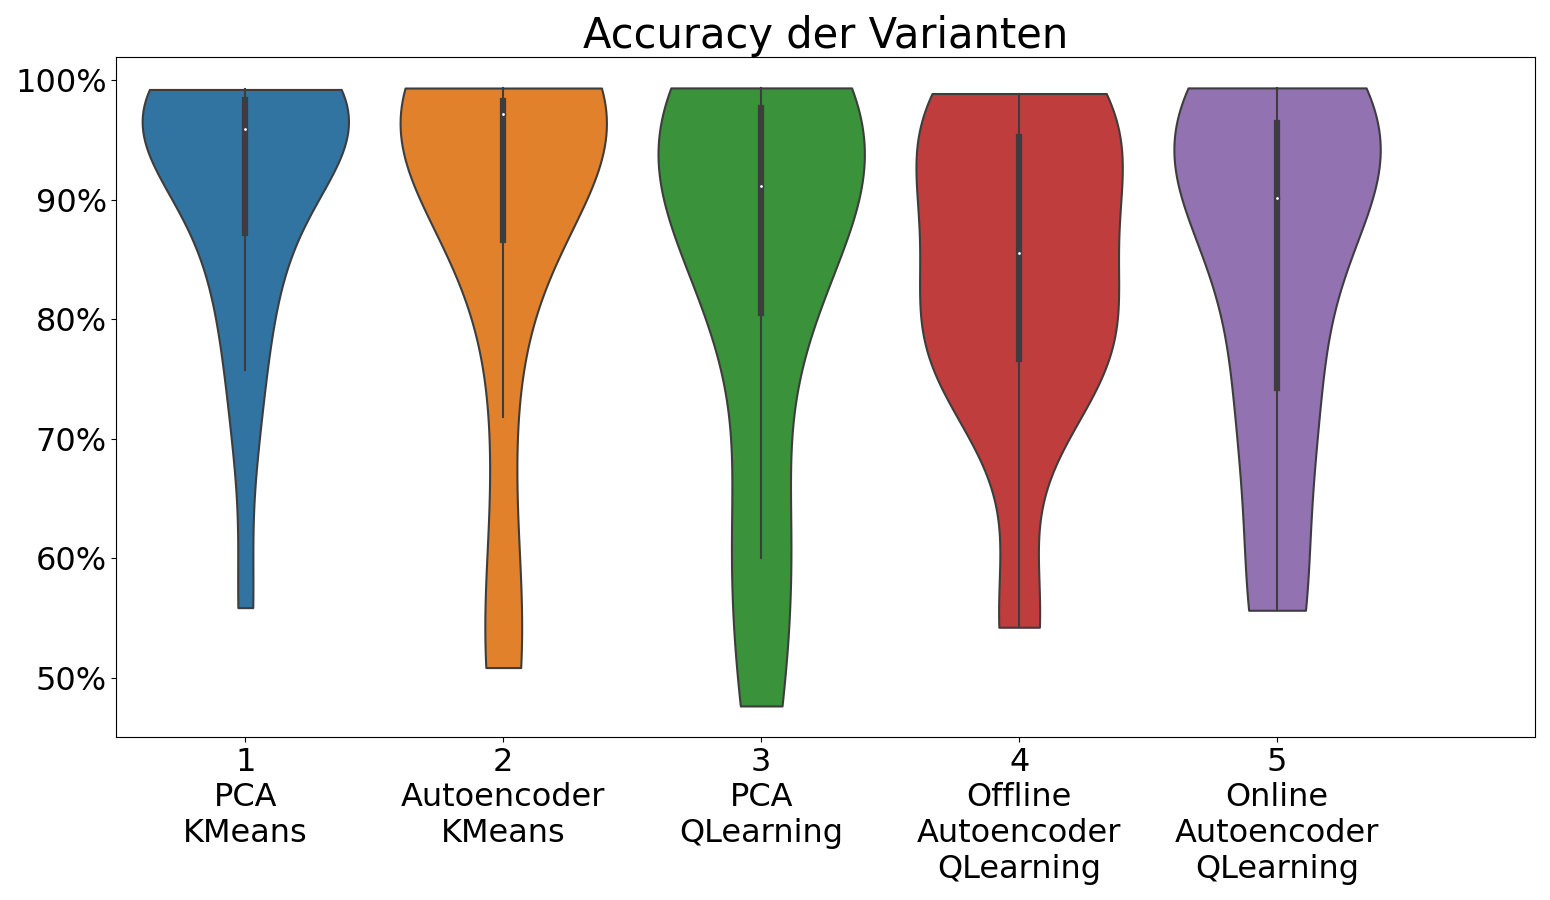 Accuracy der Varianten
100%
90%
80%
70%
60%
50%
1
PCA
KMeans
2
Autoencoder
KMeans
3
PCA
QLearning
4
Offline
Autoencoder
QLearning
5
Online
Autoencoder
QLearning